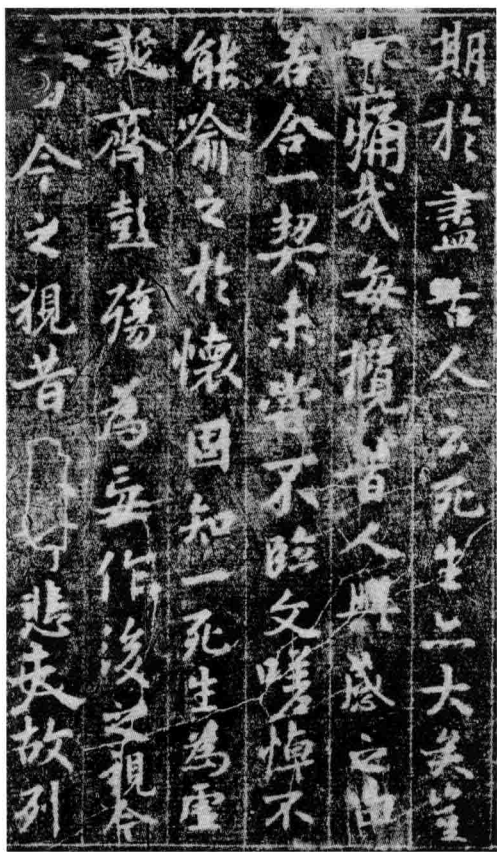 期於盡古人云死生亦大矣豈
不痛哉每攬昔人興感之由
若合一契未嘗不臨文嗟悼不
能喻之於懷固知一死生為虛
誕齊彭殤為妄作後之視今
今之視昔悲夫故列